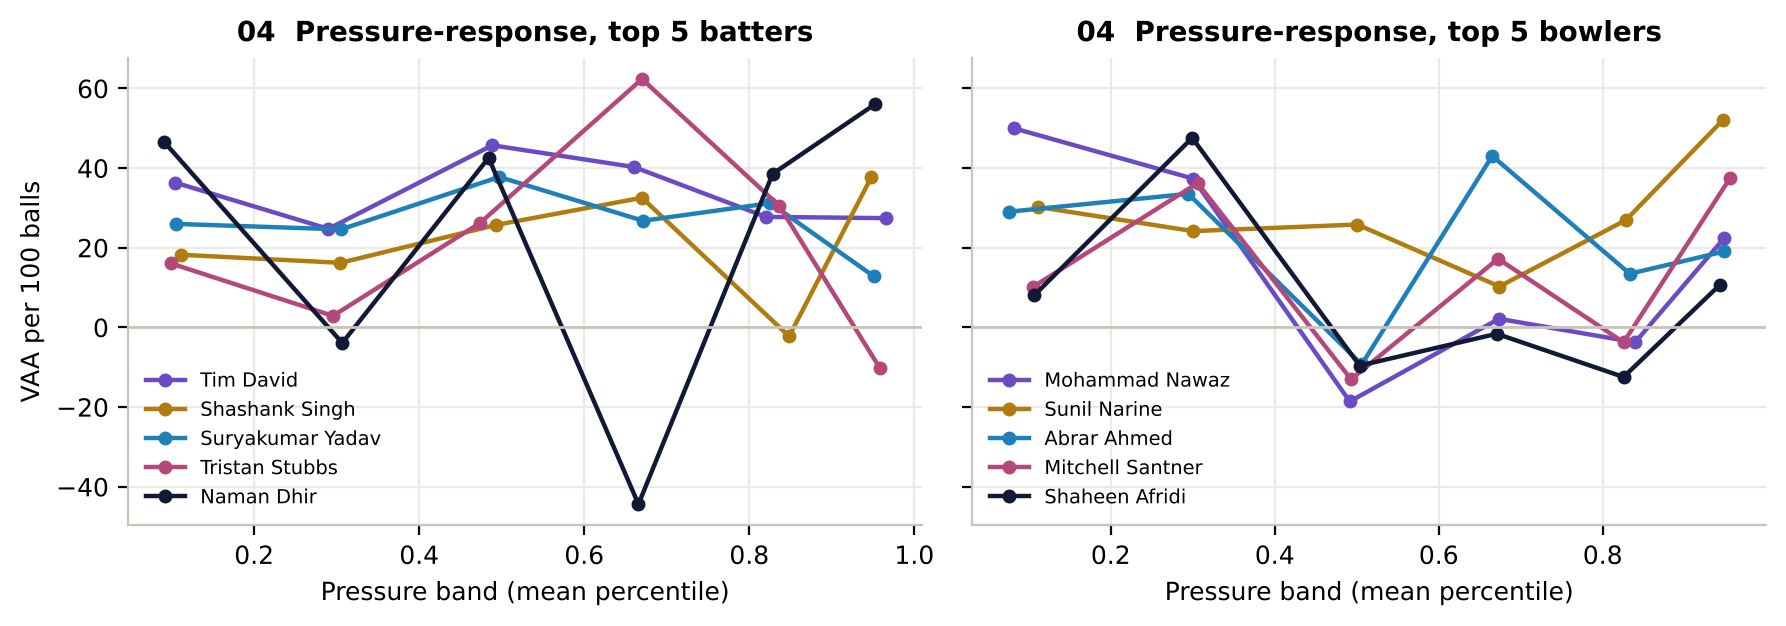 04  Pressure-response, top 5 batters
VAA per 100 balls
60
40
20
0
−20
−40
Tim David
Shashank Singh
Suryakumar Yadav
Tristan Stubbs
Naman Dhir
0.2 0.4 0.6 0.8 1.0
Pressure band (mean percentile)
04  Pressure-response, top 5 bowlers
Mohammad Nawaz
Sunil Narine
Abrar Ahmed
Mitchell Santner
Shaheen Afridi
0.2 0.4 0.6 0.8
Pressure band (mean percentile)